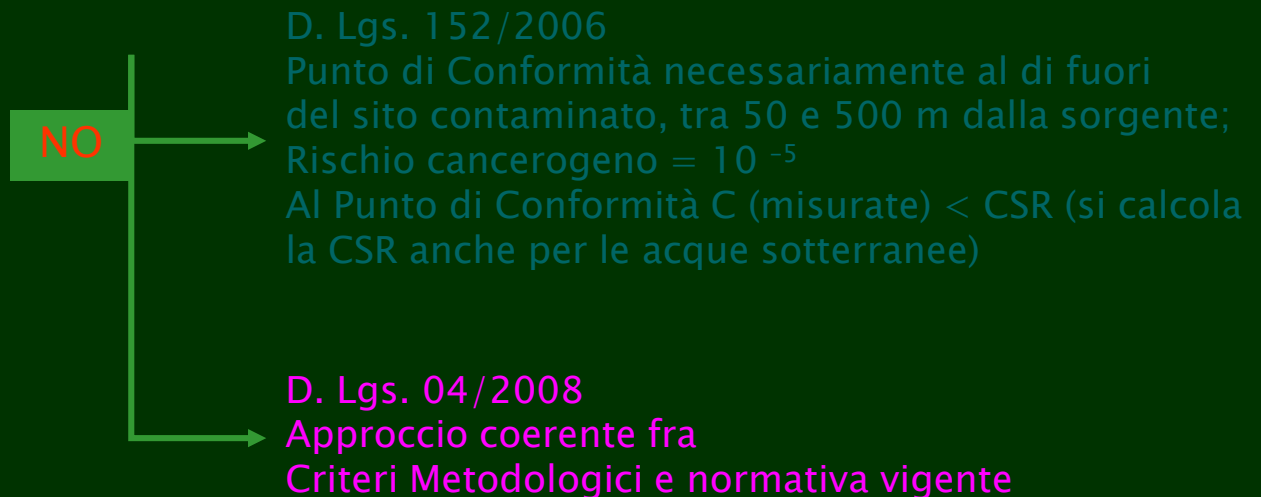 D. Lgs. 152/2006
Punto di Conformità necessariamente al di fuori
del sito contaminato, tra 50 e 500 m dalla sorgente;
NO
Rischio cancerogeno = 10 ⁻⁵
Al Punto di Conformità C (misurate) < CSR (si calcola
la CSR anche per le acque sotterranee)
D. Lgs. 04/2008
Approccio coerente fra
Criteri Metodologici e normativa vigente